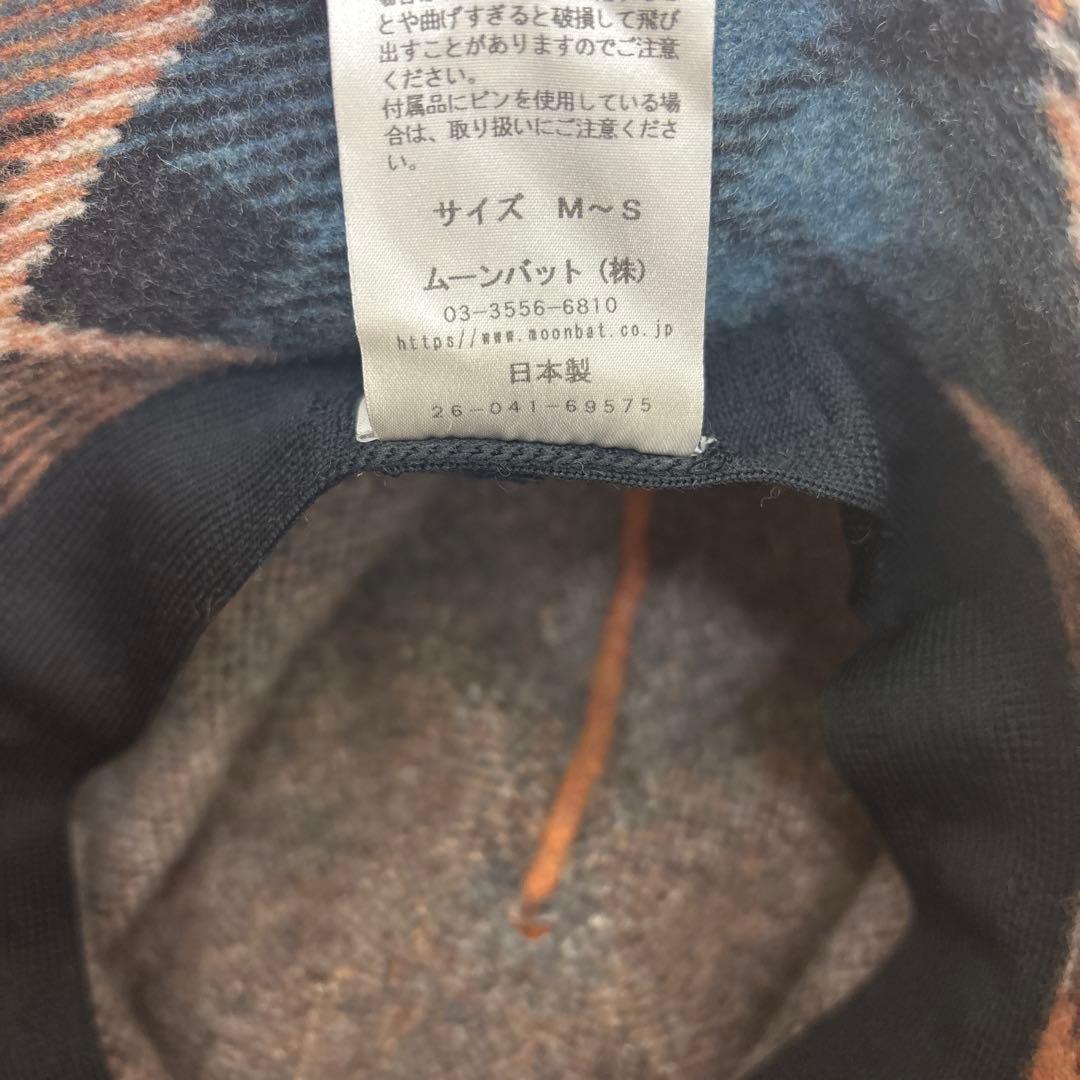 とや曲げすぎると破損して飛び
出すことがありますのでご注意
ください。
付属品にピンを使用している場
合は、取り扱いにご注意くださ
い。
サイズ M〜S
ムーンバット(株)
03-3556-6810
https//www.moonbat.co.jp
日本製
26-041-69575